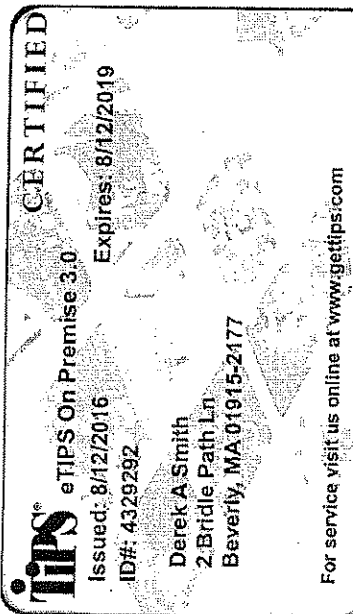 TiPS eTIPS On Premise 3.0 CERTIFIED
Issued: 8/12/2016 Expires: 8/12/2019
ID#: 4329292
Derek A Smith
2 Bridle Path Ln
Beverly, MA 01915-2177
For service visit us online at www.gettips.com